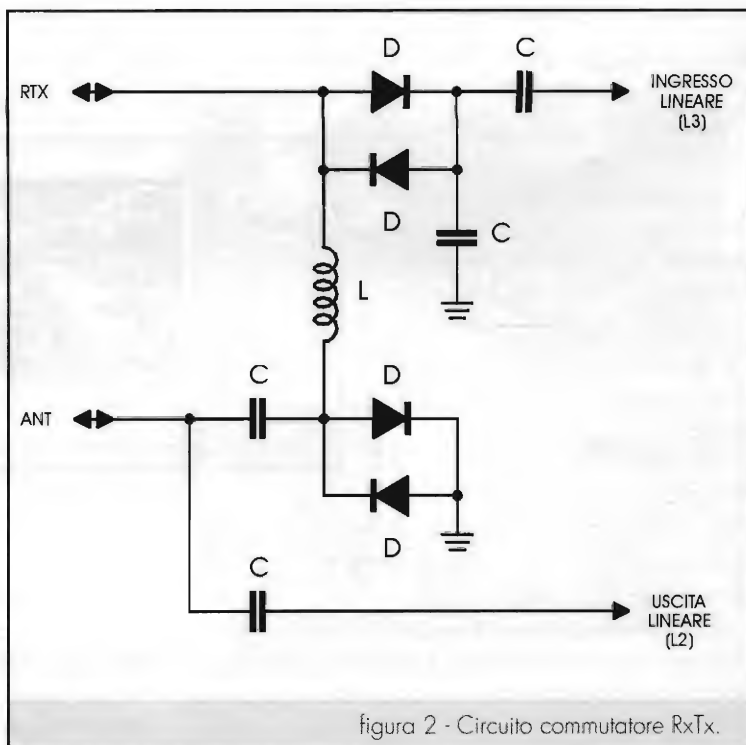 D
C
RTX
INGRESSO
LINEARE
(L3)
D
C
L
C
D
ANT
D
C
USCITA
LINEARE
(L2)
figura 2 - Circuito commutatore RxTx.